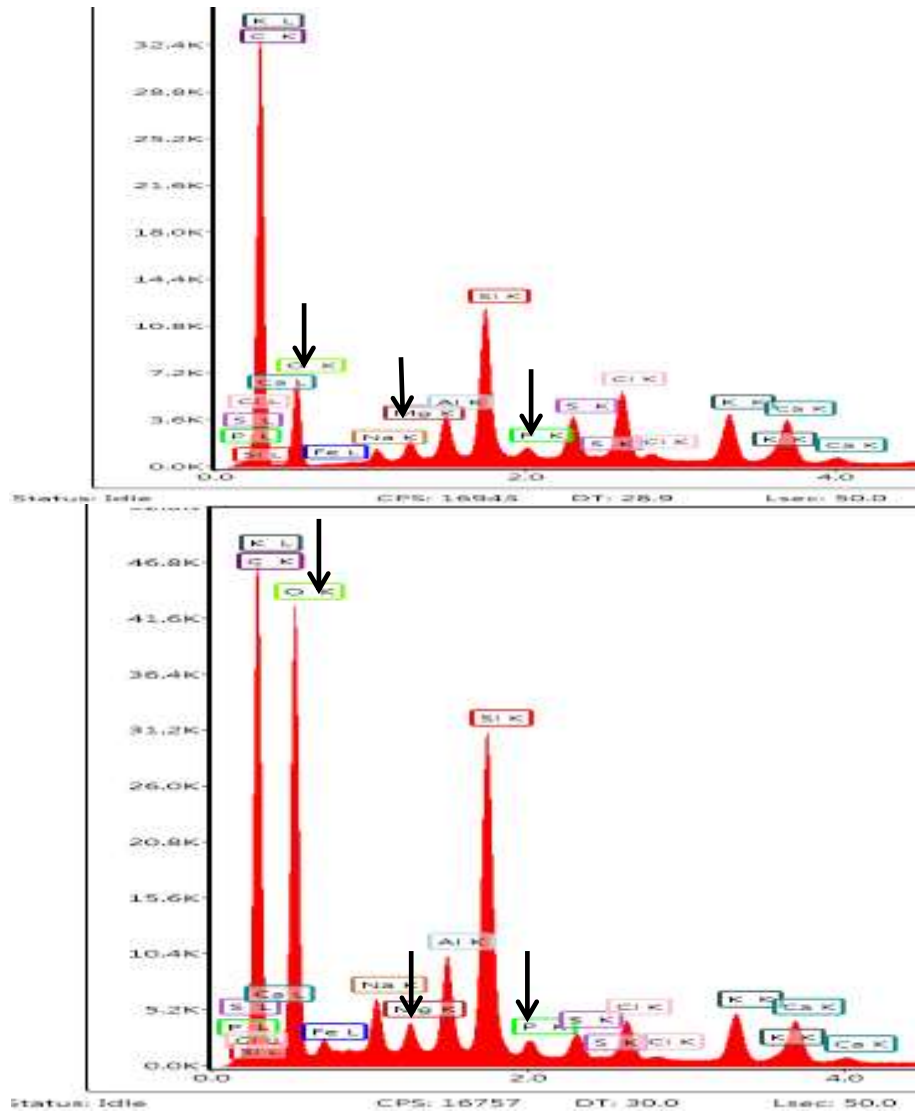 K L
C K
32.4K
28.8K
25.2K
21.6K
18.0K
14.4K
Si K
10.8K
7.2K
O K
Ca L
Cl K
Al K
Cl L
Mg K
S K
K K
Ca K
3.6K
S L
P L
Na K
P K
S K
Cl K
K K
Ca K
Si L
Fe L
0.0K
0.0 2.0 4.0
Status: Idle CPS: 16945 DT: 28.9 Lsec: 50.0
K L
C K
46.8K
O K
41.6K
36.4K
Si K
31.2K
26.0K
20.8K
15.6K
10.4K
Al K
Na K
Ca L
S L
Mg K
Cl K
K K
Ca K
5.2K
P L
P K
S K
Fe L
K K
Cl L
S K
Cl K
Ca K
Si L
0.0K
0.0 2.0 4.0
Status: Idle CPS: 16757 DT: 30.0 Lsec: 50.0